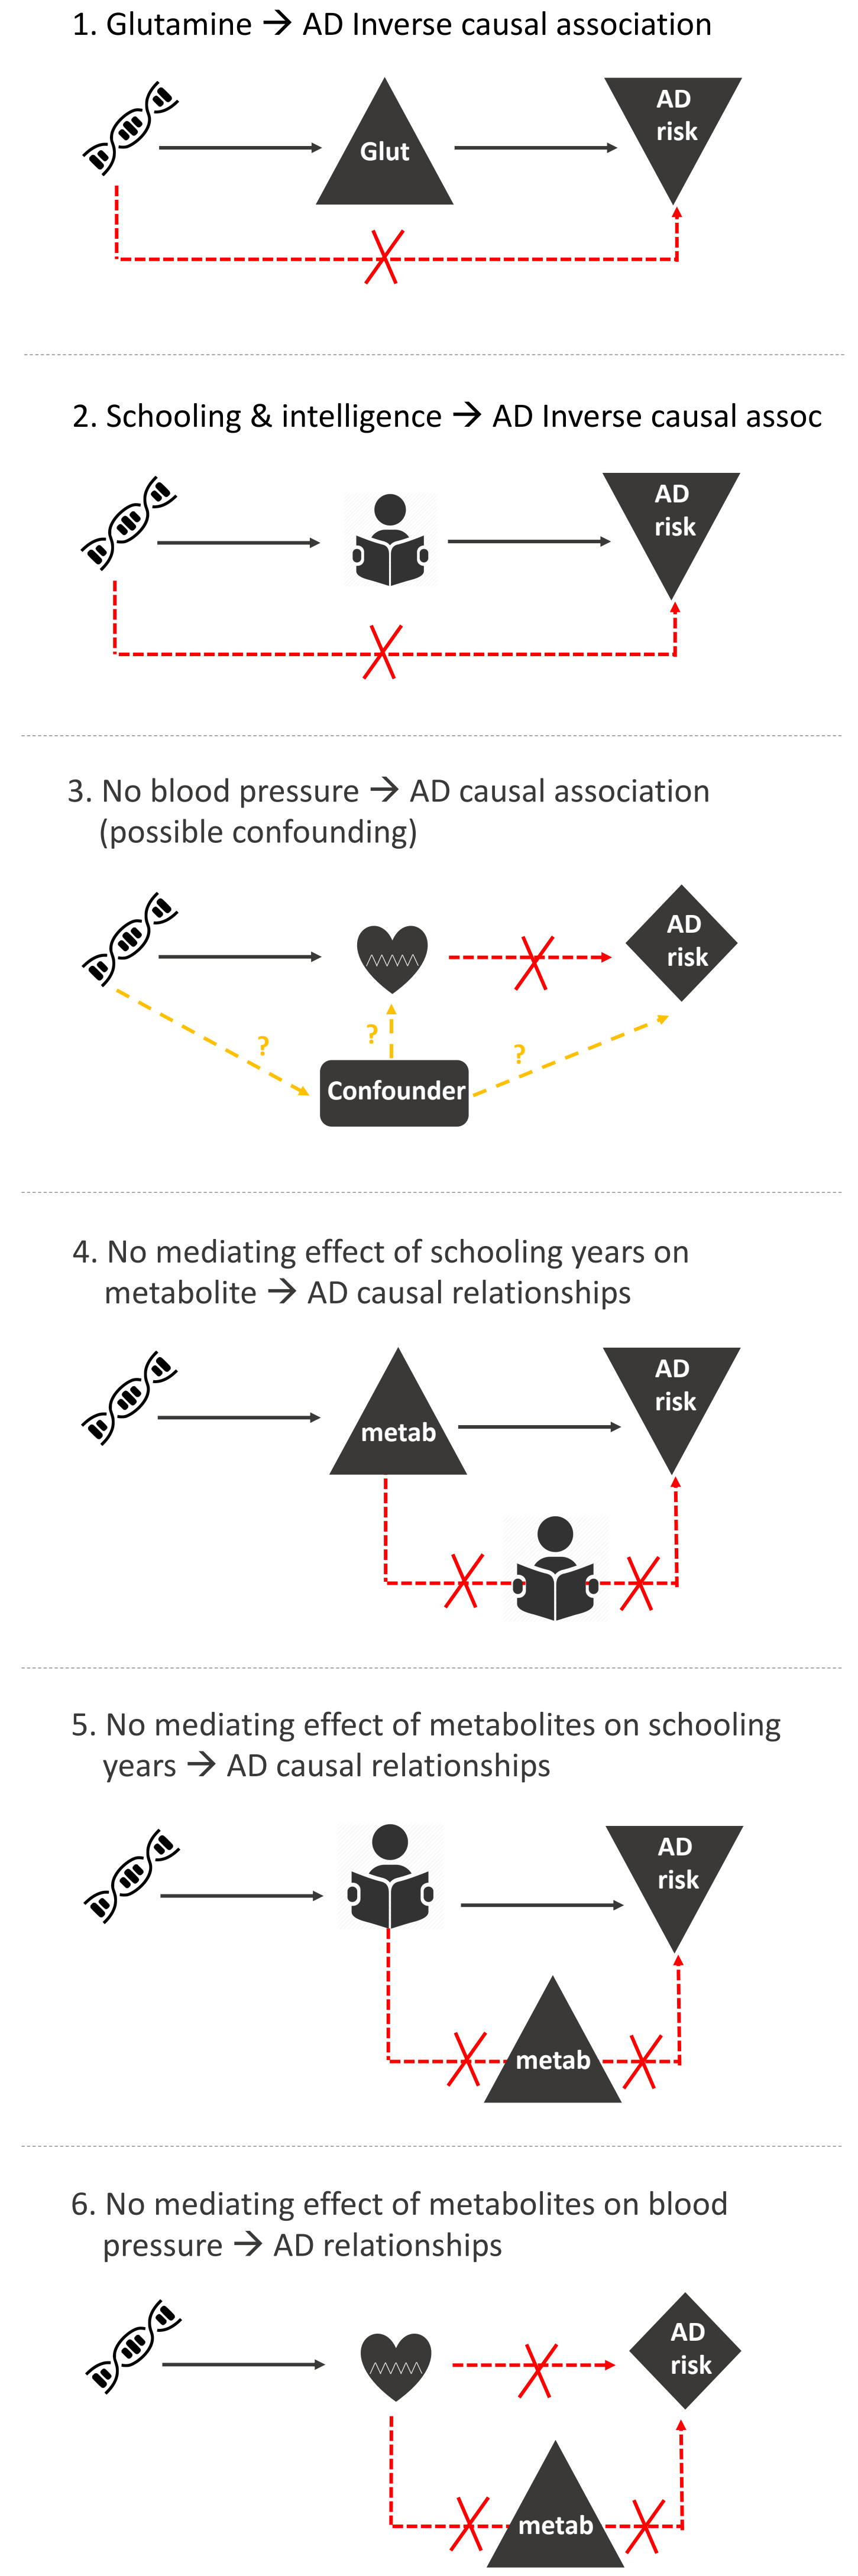 1. Glutamine → AD Inverse causal association
AD
risk
Glut
2. Schooling & intelligence → AD Inverse causal assoc
AD
risk
3. No blood pressure → AD causal association
(possible confounding)
AD
risk
?
?
?
Confounder
4. No mediating effect of schooling years on
metabolite → AD causal relationships
AD
risk
metab
5. No mediating effect of metabolites on schooling
years → AD causal relationships
AD
risk
metab
6. No mediating effect of metabolites on blood
pressure → AD relationships
AD
risk
metab